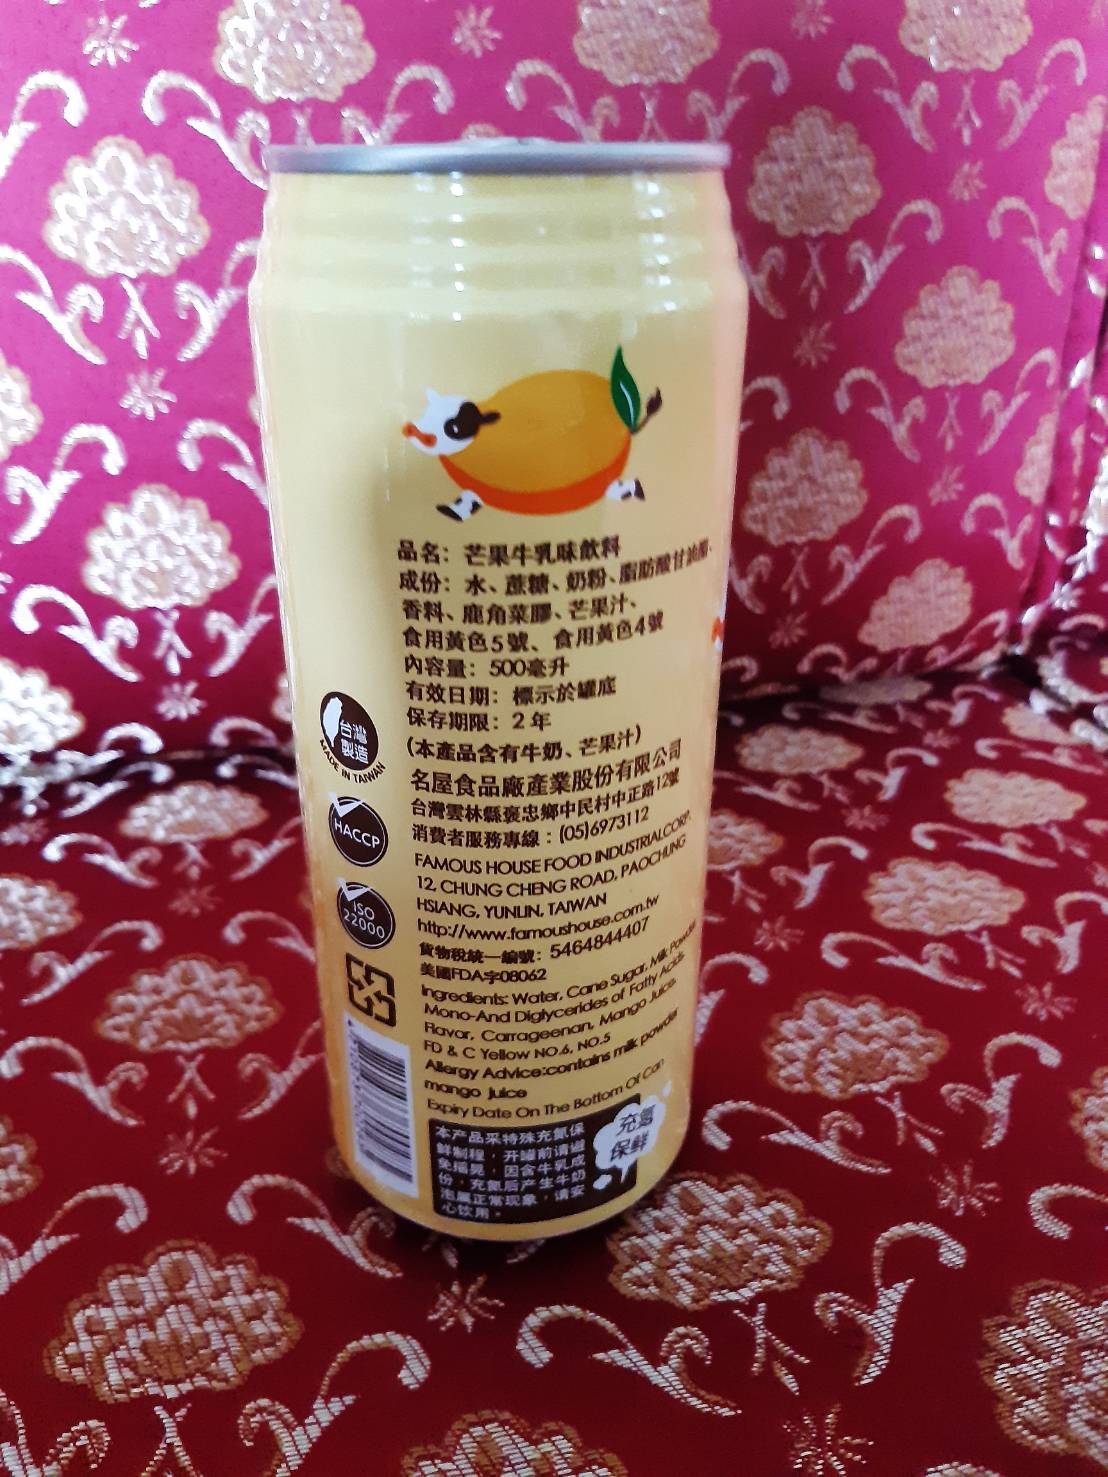 品名：芒果牛乳味飲料
成份：水、蔗糖、奶粉、脂肪酸甘油酯、
香料、鹿角菜膠、芒果汁、
食用黃色5號、食用黃色4號
內容量：500毫升
有效日期：標示於罐底
保存期限：2年
(本產品含有牛奶、芒果汁)
名屋食品廠產業股份有限公司
台灣雲林縣褒忠鄉中民村中正路12號
消費者服務專線：(05)6973112
FAMOUS HOUSE FOOD INDUSTRIAL CORP.
12, CHUNG CHENG ROAD, PAOCHUNG
HSIANG, YUNLIN, TAIWAN
http://www.famoushouse.com.tw
貨物稅統一編號：5464844407
美國FDA字08062
Ingredients: Water, Cane Sugar, Milk Powder
Mono-And Diglycerides of Fatty Acids
Flavor, Carrageenan, Mango Juice.
FD & C Yellow NO.6, NO.5
Allergy Advice:contains milk powder
mango juice
Expiry Date On The Bottom Of Can
台灣
製造
MADE IN TAIWAN
HACCP
ISO
22000
本产品采特殊充氮保
鲜制程，开罐前请避
免摇晃，因含牛乳成
份，充氮后产生牛奶
泡属正常现象，请安
心饮用。
充氮
保鲜